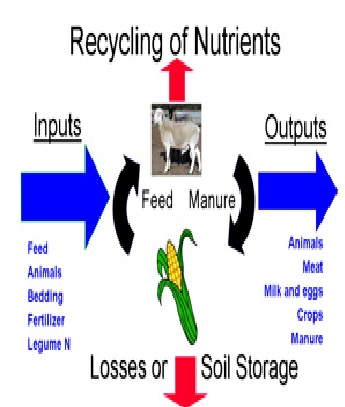 Recycling of Nutrients
Inputs
Outputs
Feed Manure
Feed
Animals
Bedding
Fertilizer
Legume N
Animals
Meat
Milk and eggs
Crops
Manure
Losses or Soil Storage